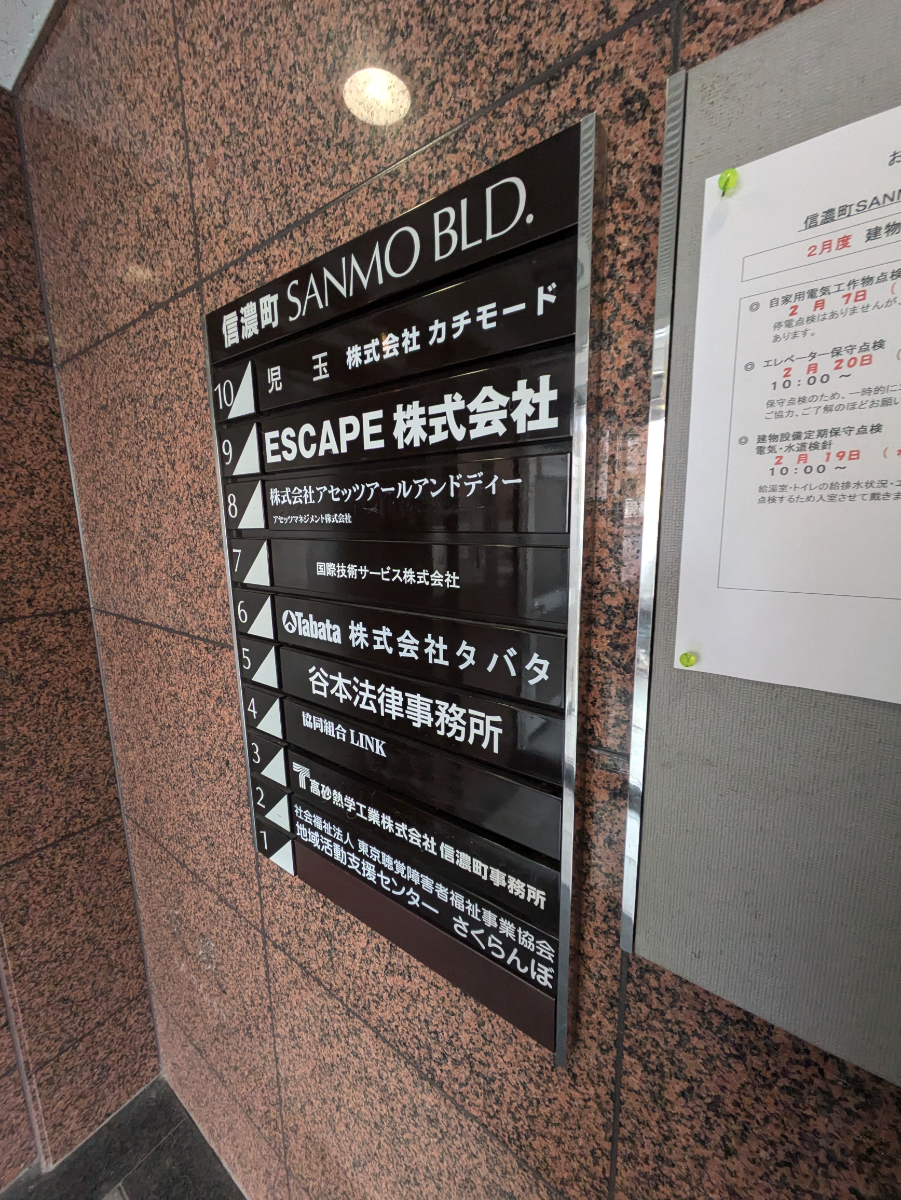 信濃町 SANMO BLD.
10 児 玉 株式会社 カチモード
9 ESCAPE 株式会社
8 株式会社アセッツアールアンドディー
アセッツマネジメント株式会社
7 国際技術サービス株式会社
6 Tabata 株式会社タバタ
5 谷本法律事務所
4 協同組合 LINK
3 高砂熱学工業株式会社 信濃町事務所
2 社会福祉法人 東京聴覚障害者福祉事業協会
地域活動支援センター さくらんぼ
1
お
信濃町SANM
2月度 建物
◎ 自家用電気工作物点検
2 月 7日 (
停電点検はありませんが、
あります。
◎ エレベーター保守点検
2 月 20日 (
10:00 ~
保守点検のため、一時的に
ご協力、ご了解のほどお願い
◎ 建物設備定期保守点検
電気・水道検針
2 月 19日 (
10:00 ~
給湯室・トイレの給排水状況・
点検するため入室させて戴きま